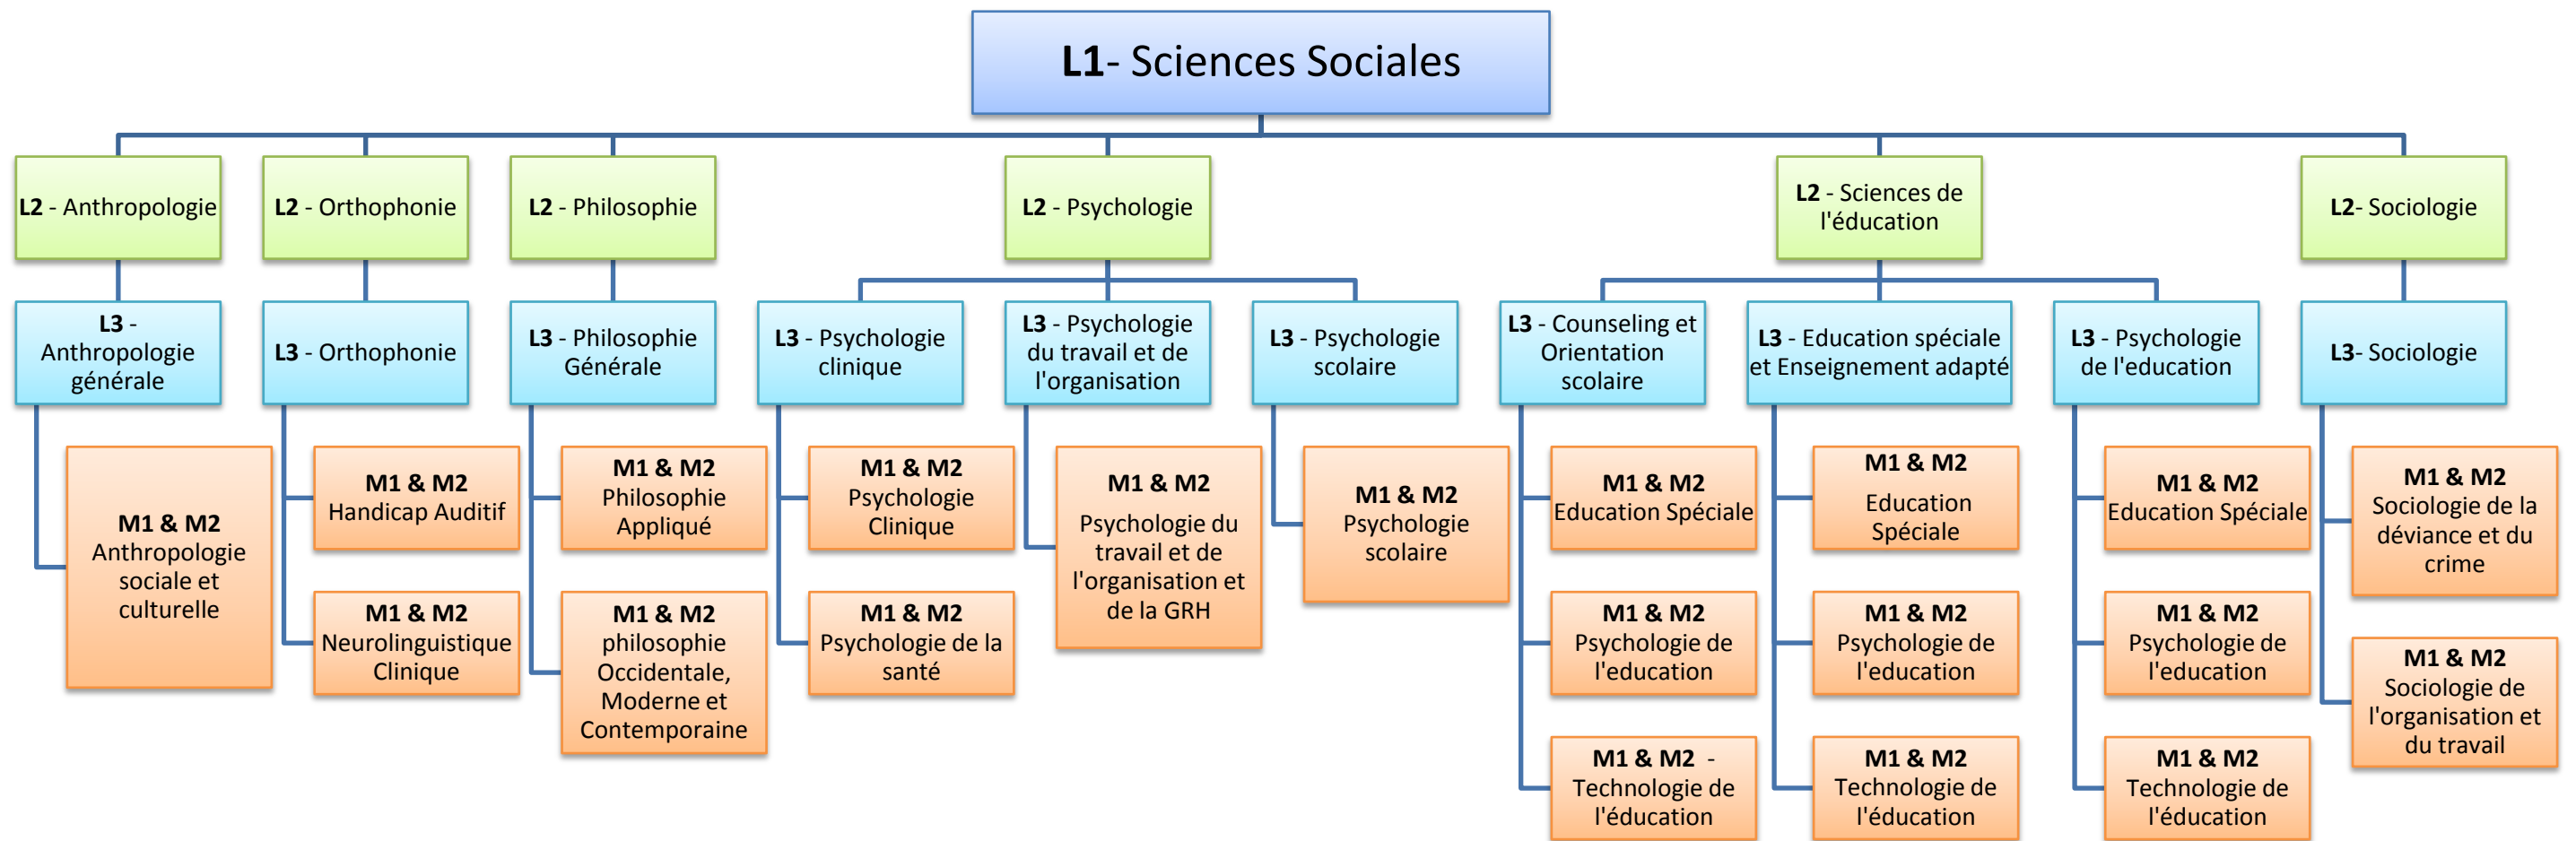 L1- Sciences Sociales
L2 - Anthropologie
L2 - Orthophonie
L2 - Philosophie
L2 - Psychologie
L2 - Sciences de
l'éducation
L2- Sociologie
L3 -
Anthropologie
générale
L3 - Orthophonie
L3 - Philosophie
Générale
L3 - Psychologie
clinique
L3 - Psychologie
du travail et de
l'organisation
L3 - Psychologie
scolaire
L3 - Counseling et
Orientation
scolaire
L3 - Education spéciale
et Enseignement adapté
L3 - Psychologie
de l'education
L3- Sociologie
M1 & M2
Anthropologie
sociale et
culturelle
M1 & M2
Handicap Auditif
M1 & M2
Neurolinguistique
Clinique
M1 & M2
Philosophie
Appliqué
M1 & M2
philosophie
Occidentale,
Moderne et
Contemporaine
M1 & M2
Psychologie
Clinique
M1 & M2
Psychologie de la
santé
M1 & M2
Psychologie du
travail et de
l'organisation et
de la GRH
M1 & M2
Psychologie
scolaire
M1 & M2
Education Spéciale
M1 & M2
Psychologie de
l'education
M1 & M2 -
Technologie de
l'éducation
M1 & M2
Education
Spéciale
M1 & M2
Psychologie de
l'education
M1 & M2
Technologie de
l'éducation
M1 & M2
Education Spéciale
M1 & M2
Psychologie de
l'education
M1 & M2
Technologie de
l'éducation
M1 & M2
Sociologie de la
déviance et du
crime
M1 & M2
Sociologie de
l'organisation et
du travail